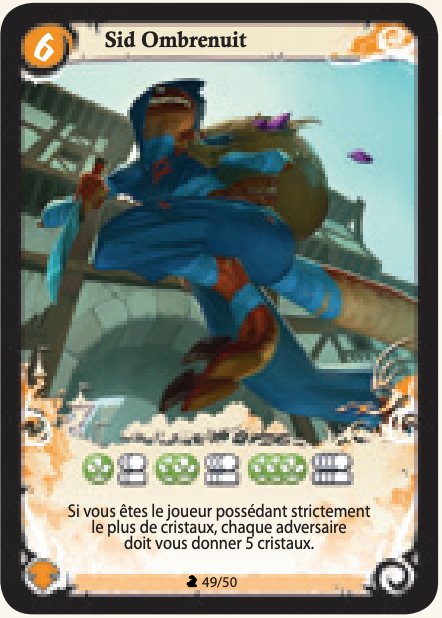 6
Sid Ombrenuit
Si vous êtes le joueur possédant strictement
le plus de cristaux, chaque adversaire
doit vous donner 5 cristaux.
49/50